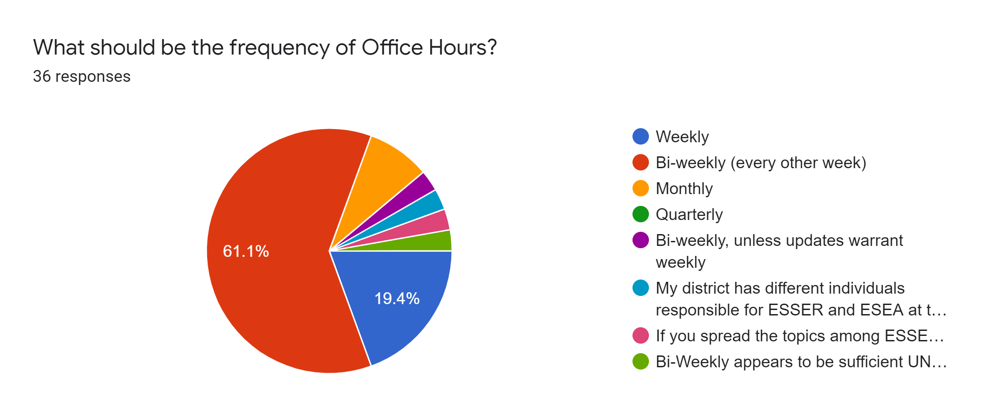 What should be the frequency of Office Hours?
36 responses
61.1%
19.4%
Weekly
Bi-weekly (every other week)
Monthly
Quarterly
Bi-weekly, unless updates warrant
weekly
My district has different individuals
responsible for ESSER and ESEA at t…
If you spread the topics among ESSE…
Bi-Weekly appears to be sufficient UN…